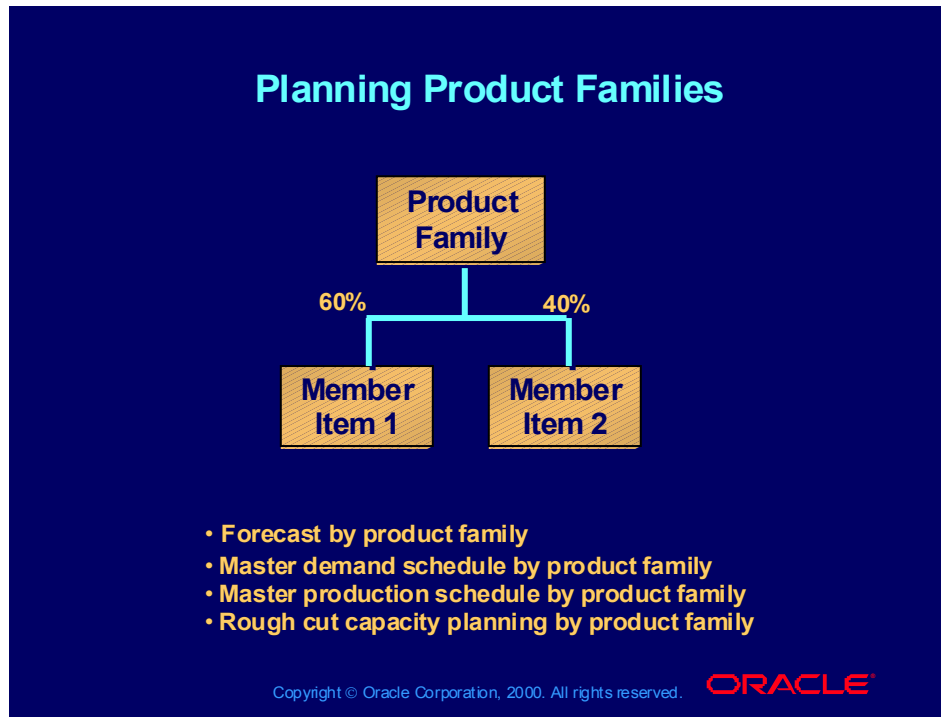 Planning Product Families
Product
Family
60%
40%
Member
Item 1
Member
Item 2
• Forecast by product family
• Master demand schedule by product family
• Master production schedule by product family
• Rough cut capacity planning by product family
Copyright © Oracle Corporation, 2000. All rights reserved.
ORACLE®